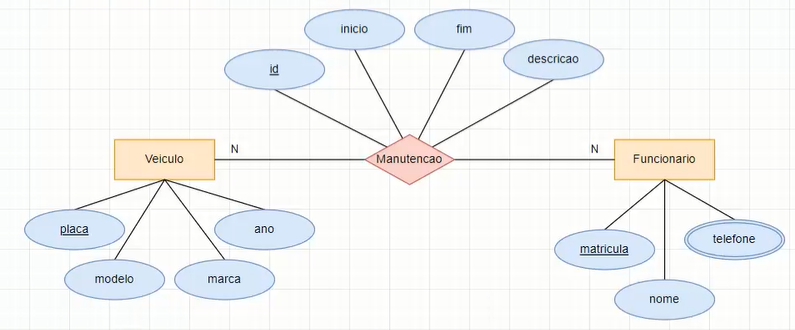 inicio
fim
id
descricao
Veiculo
N
Manutencao
N
Funcionario
placa
ano
modelo
marca
matricula
telefone
nome